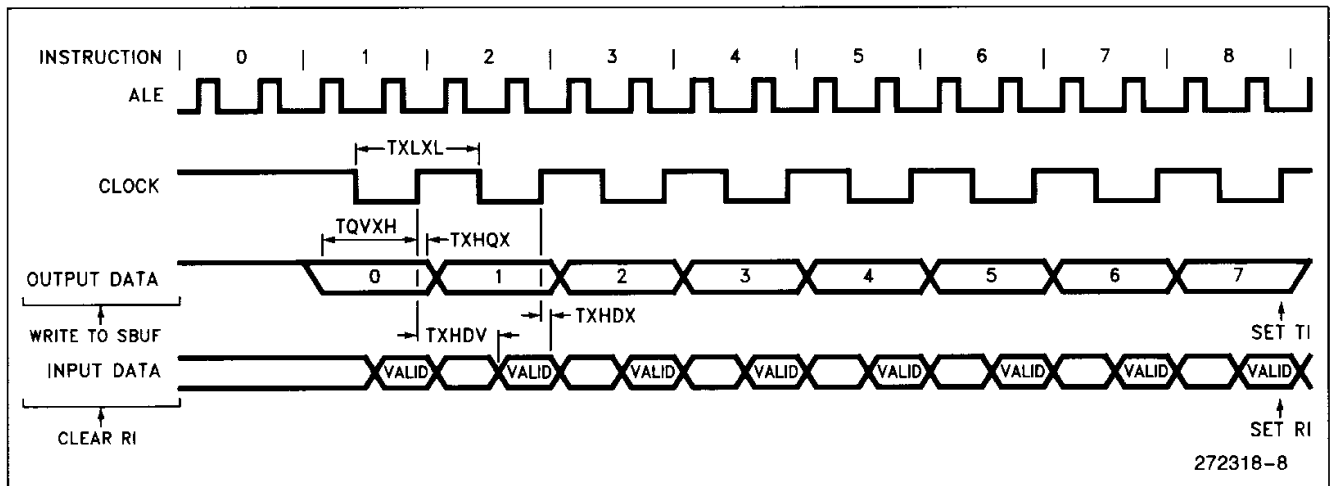 INSTRUCTION | 0 | 1 | 2 | 3 | 4 | 5 | 6 | 7 | 8 |
ALE
TXLXL
CLOCK
TQVXH TXHQX
OUTPUT DATA 0 1 2 3 4 5 6 7
WRITE TO SBUF TXHDV TXHDX SET TI
INPUT DATA VALID VALID VALID VALID VALID VALID VALID VALID
CLEAR RI SET RI
272318-8